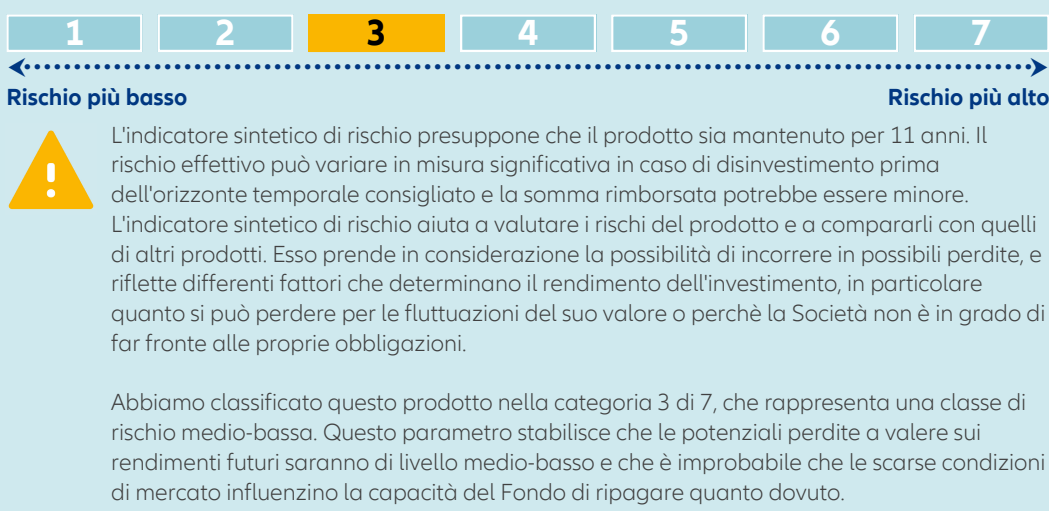 1 2 3 4 5 6 7
Rischio più basso Rischio più alto
L'indicatore sintetico di rischio presuppone che il prodotto sia mantenuto per 11 anni. Il
rischio effettivo può variare in misura significativa in caso di disinvestimento prima
dell'orizzonte temporale consigliato e la somma rimborsata potrebbe essere minore.
L'indicatore sintetico di rischio aiuta a valutare i rischi del prodotto e a compararli con quelli
di altri prodotti. Esso prende in considerazione la possibilità di incorrere in possibili perdite, e
riflette differenti fattori che determinano il rendimento dell'investimento, in particolare
quanto si può perdere per le fluttuazioni del suo valore o perchè la Società non è in grado di
far fronte alle proprie obbligazioni.
Abbiamo classificato questo prodotto nella categoria 3 di 7, che rappresenta una classe di
rischio medio-bassa. Questo parametro stabilisce che le potenziali perdite a valere sui
rendimenti futuri saranno di livello medio-basso e che è improbabile che le scarse condizioni
di mercato influenzino la capacità del Fondo di ripagare quanto dovuto.